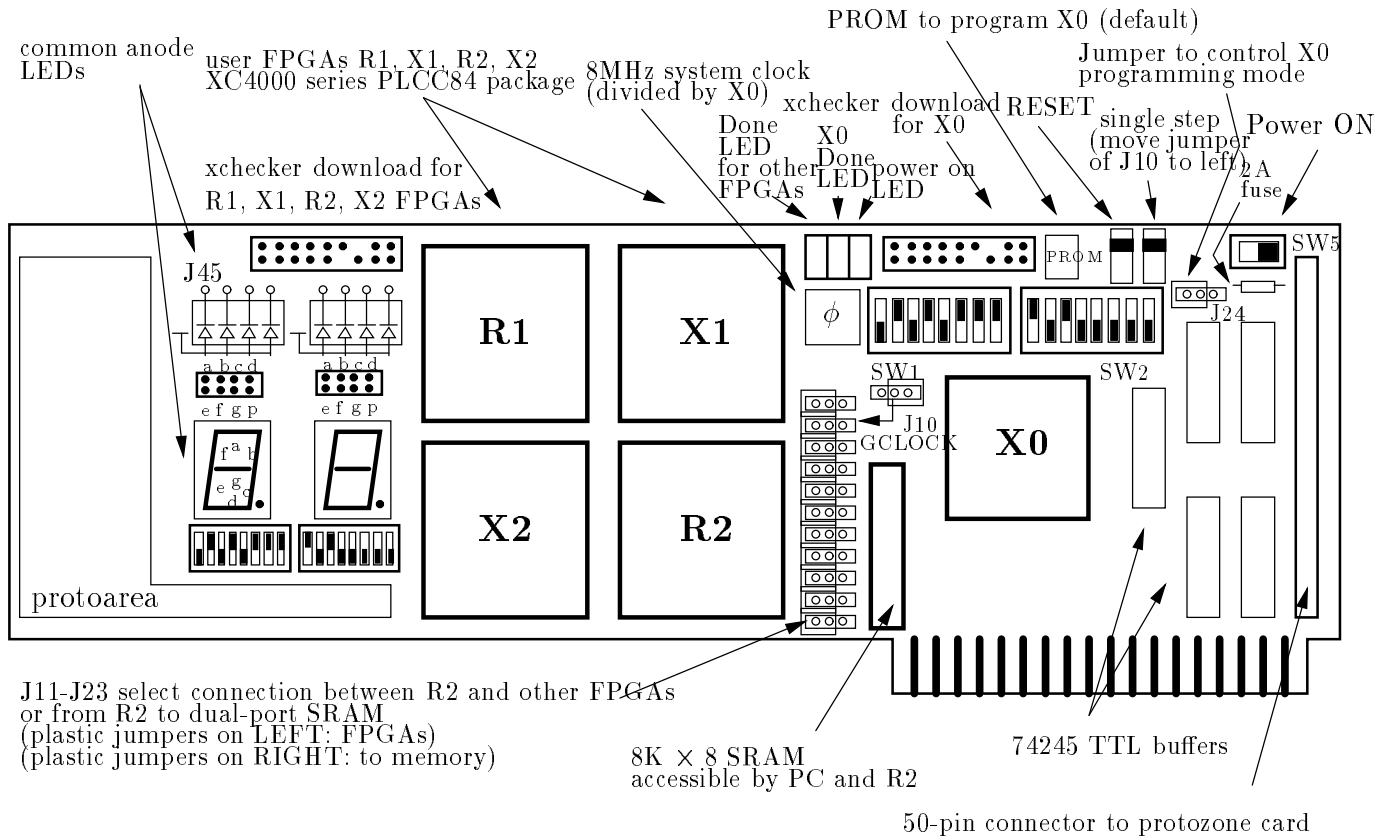 PROM to program X0 (default)
common anode
LEDs
user FPGAs R1, X1, R2, X2
XC4000 series PLCC84 package
8MHz system clock
(divided by X0)
Jumper to control X0
programming mode
xchecker download
for X0
RESET
Done
LED
for other
FPGAs
X0
Done
LED
power on
LED
single step
(move jumper
of J10 to left)
Power ON
2A
fuse
xchecker download for
R1, X1, R2, X2 FPGAs
J45
PROM
SW5
R1
X1
ϕ
J24
a b c d
a b c d
SW1
SW2
e f g p
e f g p
J10
GCLOCK
X0
f a b
e g c
d
X2
R2
protoarea
J11-J23 select connection between R2 and other FPGAs
or from R2 to dual-port SRAM
(plastic jumpers on LEFT: FPGAs)
(plastic jumpers on RIGHT: to memory)
8K × 8 SRAM
accessible by PC and R2
74245 TTL buffers
50-pin connector to protozone card